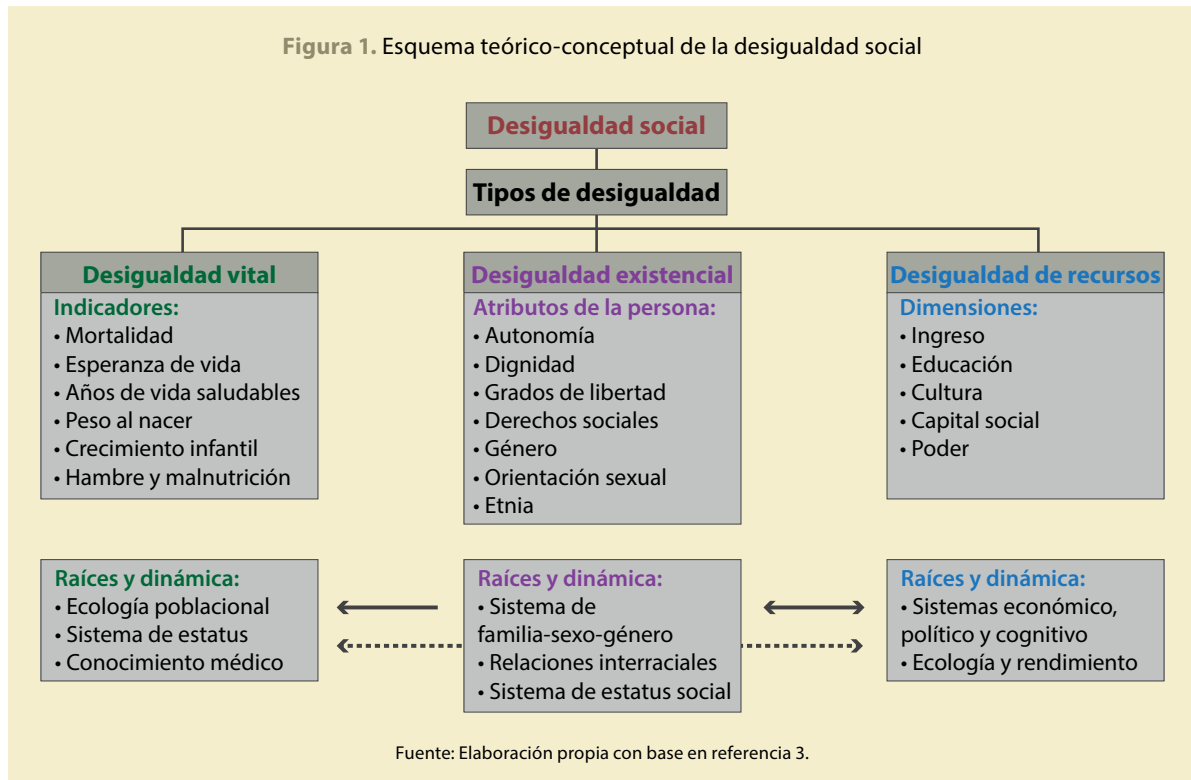 Figura 1. Esquema teórico-conceptual de la desigualdad social
Desigualdad social
Tipos de desigualdad
Desigualdad vital
Indicadores:
• Mortalidad
• Esperanza de vida
• Años de vida saludables
• Peso al nacer
• Crecimiento infantil
• Hambre y malnutrición
Desigualdad existencial
Atributos de la persona:
• Autonomía
• Dignidad
• Grados de libertad
• Derechos sociales
• Género
• Orientación sexual
• Etnia
Desigualdad de recursos
Dimensiones:
• Ingreso
• Educación
• Cultura
• Capital social
• Poder
Raíces y dinámica:
• Ecología poblacional
• Sistema de estatus
• Conocimiento médico
Raíces y dinámica:
• Sistema de
familia-sexo-género
• Relaciones interraciales
• Sistema de estatus social
Raíces y dinámica:
• Sistemas económico,
político y cognitivo
• Ecología y rendimiento
Fuente: Elaboración propia con base en referencia 3.